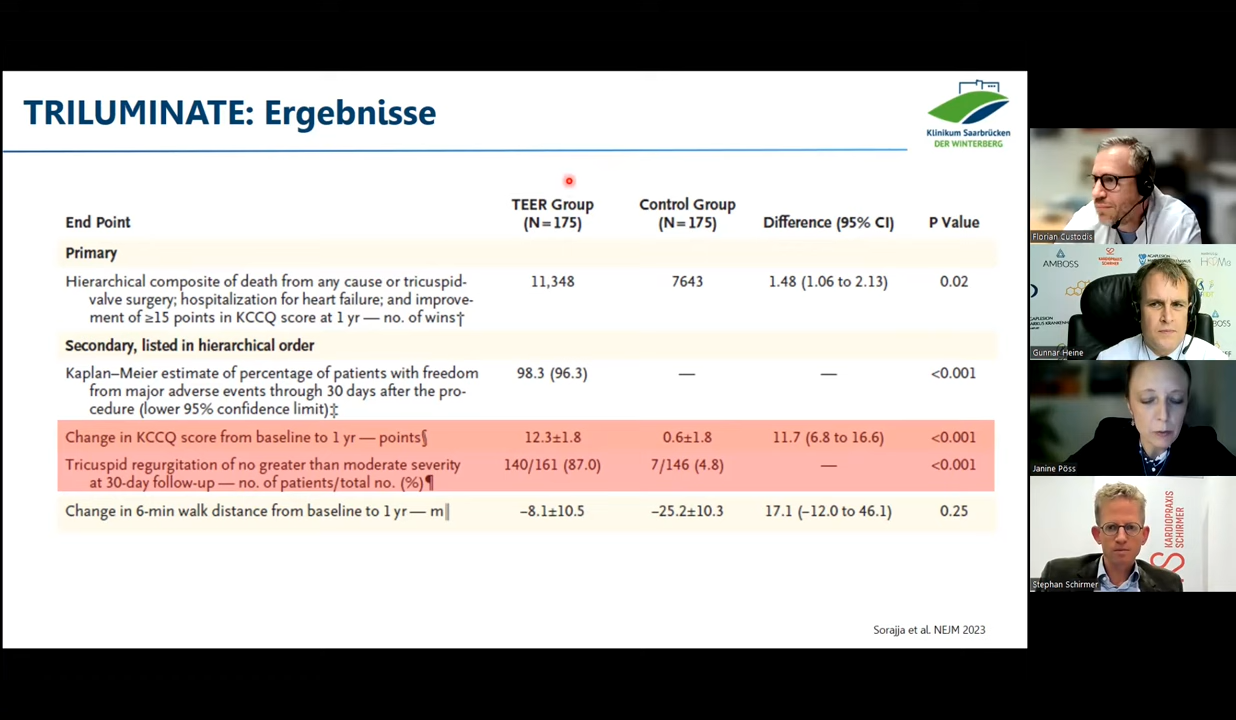 TRILUMINATE: Ergebnisse
Klinikum Saarbrücken
DER WINTERBERG
End Point
TEER Group
(N=175)
Control Group
(N=175)
Difference (95% CI)
P Value
Primary
Hierarchical composite of death from any cause or tricuspid-
valve surgery; hospitalization for heart failure; and improve-
ment of ≥15 points in KCCQ score at 1 yr — no. of wins†
11,348
7643
1.48 (1.06 to 2.13)
0.02
Secondary, listed in hierarchical order
Kaplan–Meier estimate of percentage of patients with freedom
from major adverse events through 30 days after the pro-
cedure (lower 95% confidence limit)‡
98.3 (96.3)
—
—
<0.001
Change in KCCQ score from baseline to 1 yr — points§
12.3±1.8
0.6±1.8
11.7 (6.8 to 16.6)
<0.001
Tricuspid regurgitation of no greater than moderate severity
at 30-day follow-up — no. of patients/total no. (%)¶
140/161 (87.0)
7/146 (4.8)
—
<0.001
Change in 6-min walk distance from baseline to 1 yr — m‖
−8.1±10.5
−25.2±10.3
17.1 (−12.0 to 46.1)
0.25
Sorajja et al. NEJM 2023
Florian Custodis
AMBOSS
KARDIOPRAXIS
SCHIRMER
Gunnar Heine
Janine Pöss
KARDIOPRAXIS
SCHIRMER
Stephan Schirmer